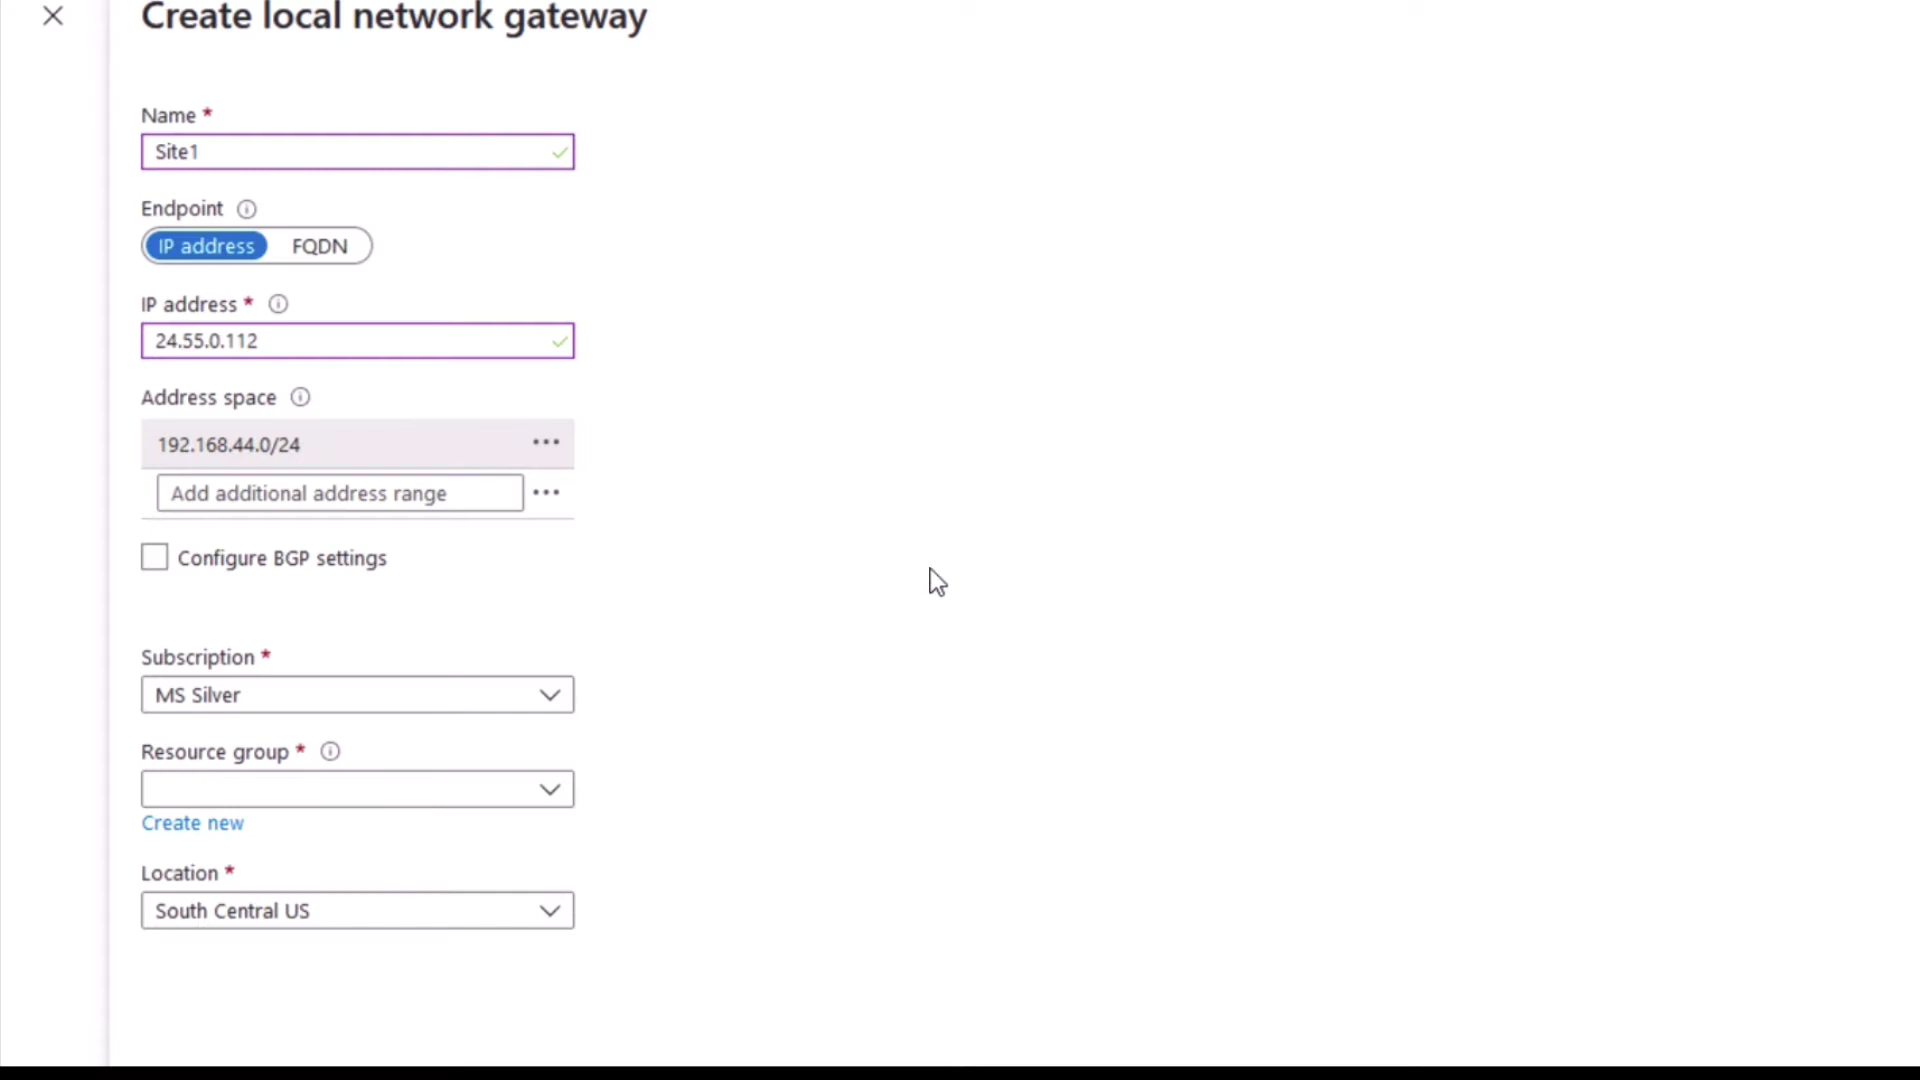 Create local network gateway
Name *
Site1
Endpoint
IP address FQDN
IP address *
24.55.0.112
Address space
192.168.44.0/24
Add additional address range
Configure BGP settings
Subscription *
MS Silver
Resource group *
Create new
Location *
South Central US